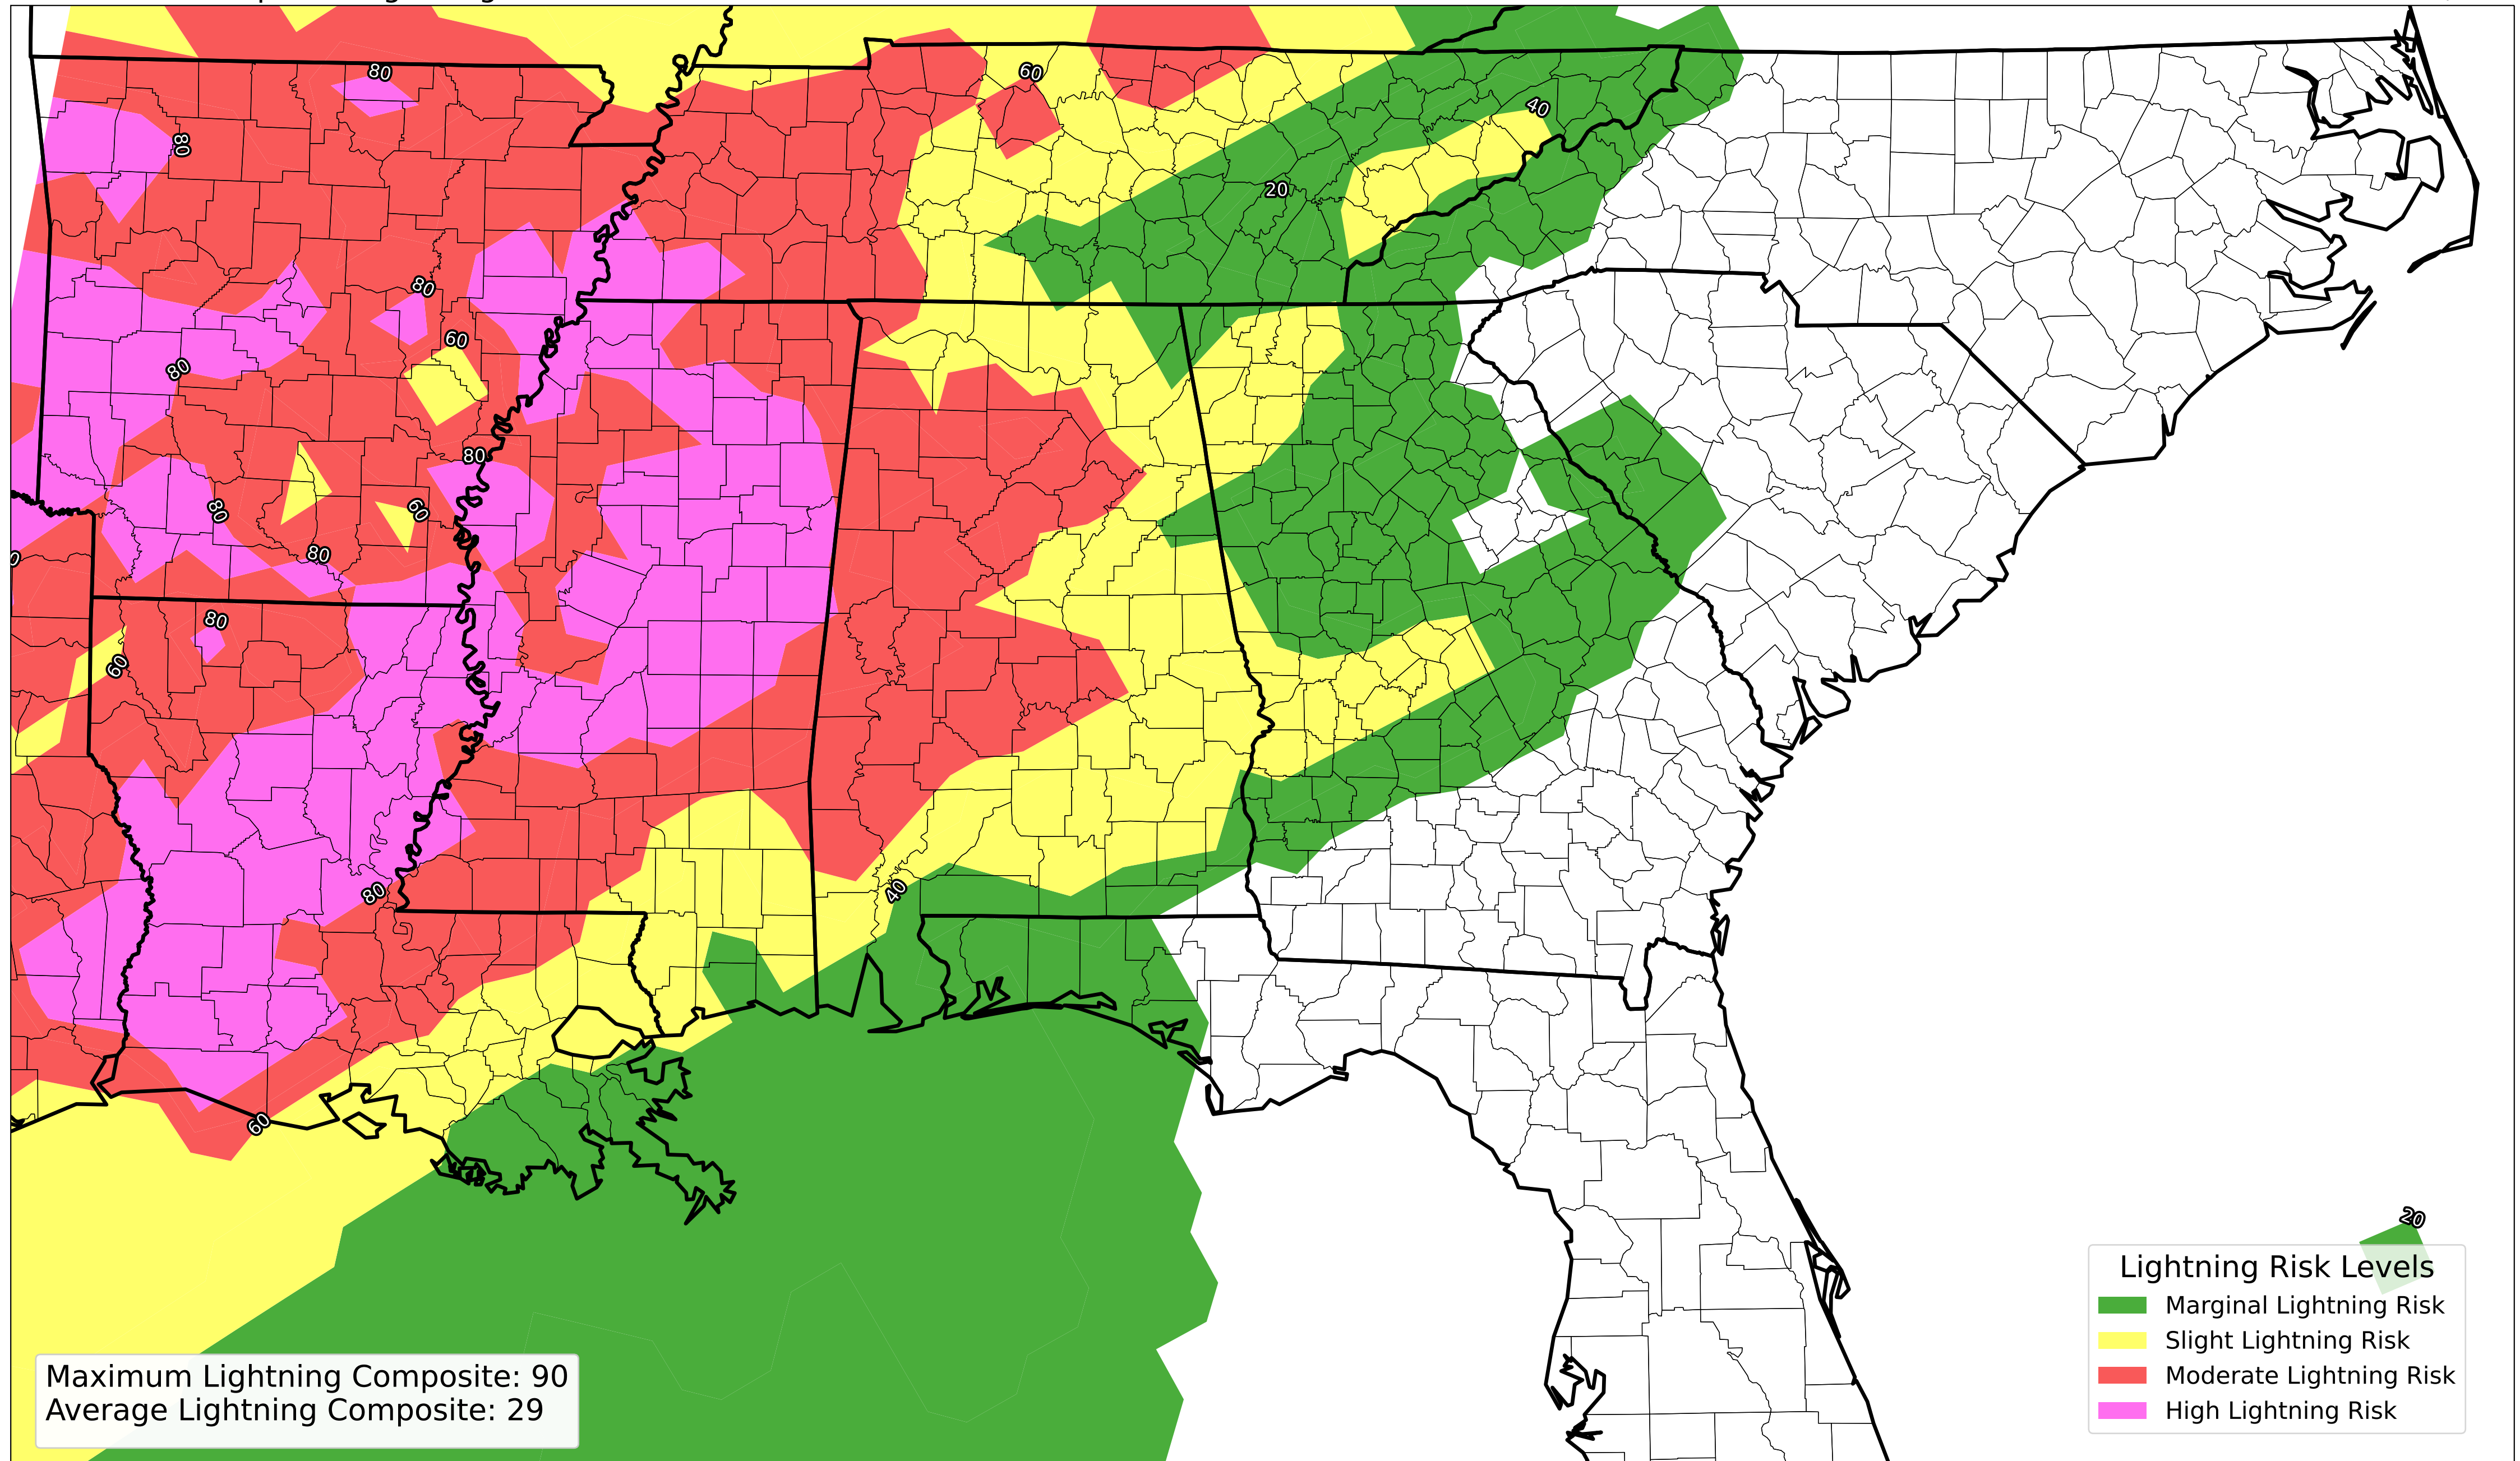 80
60
80
40
20
80
60
80
80
80
60
80
80
60
80
40
60
20
Lightning Risk Levels
Marginal Lightning Risk
Slight Lightning Risk
Moderate Lightning Risk
High Lightning Risk
Maximum Lightning Composite: 90
Average Lightning Composite: 29